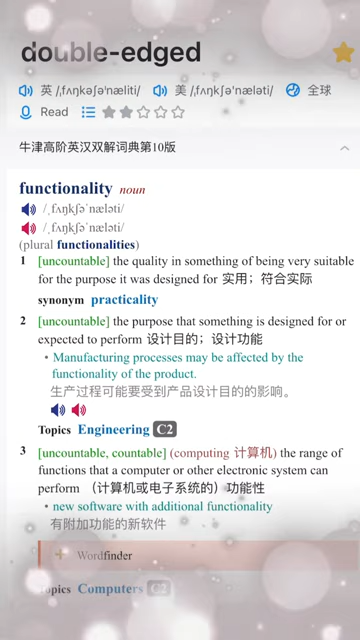 double-edged
英 /ˌfʌŋkəʃəˈnæliti/ 美 /ˌfʌŋkʃəˈnæləti/ 全球
Read
牛津高阶英汉双解词典第10版
functionality noun
/ˌfʌŋkʃəˈnæləti/
/ˌfʌŋkʃəˈnæləti/
(plural functionalities)
1 [uncountable] the quality in something of being very suitable
for the purpose it was designed for 实用；符合实际
synonym practicality
2 [uncountable] the purpose that something is designed for or
expected to perform 设计目的；设计功能
• Manufacturing processes may be affected by the
functionality of the product.
生产过程可能要受到产品设计目的的影响。
Topics Engineering C2
3 [uncountable, countable] (computing 计算机) the range of
functions that a computer or other electronic system can
perform （计算机或电子系统的）功能性
• new software with additional functionality
有附加功能的新软件
Wordfinder
Topics Computers C2